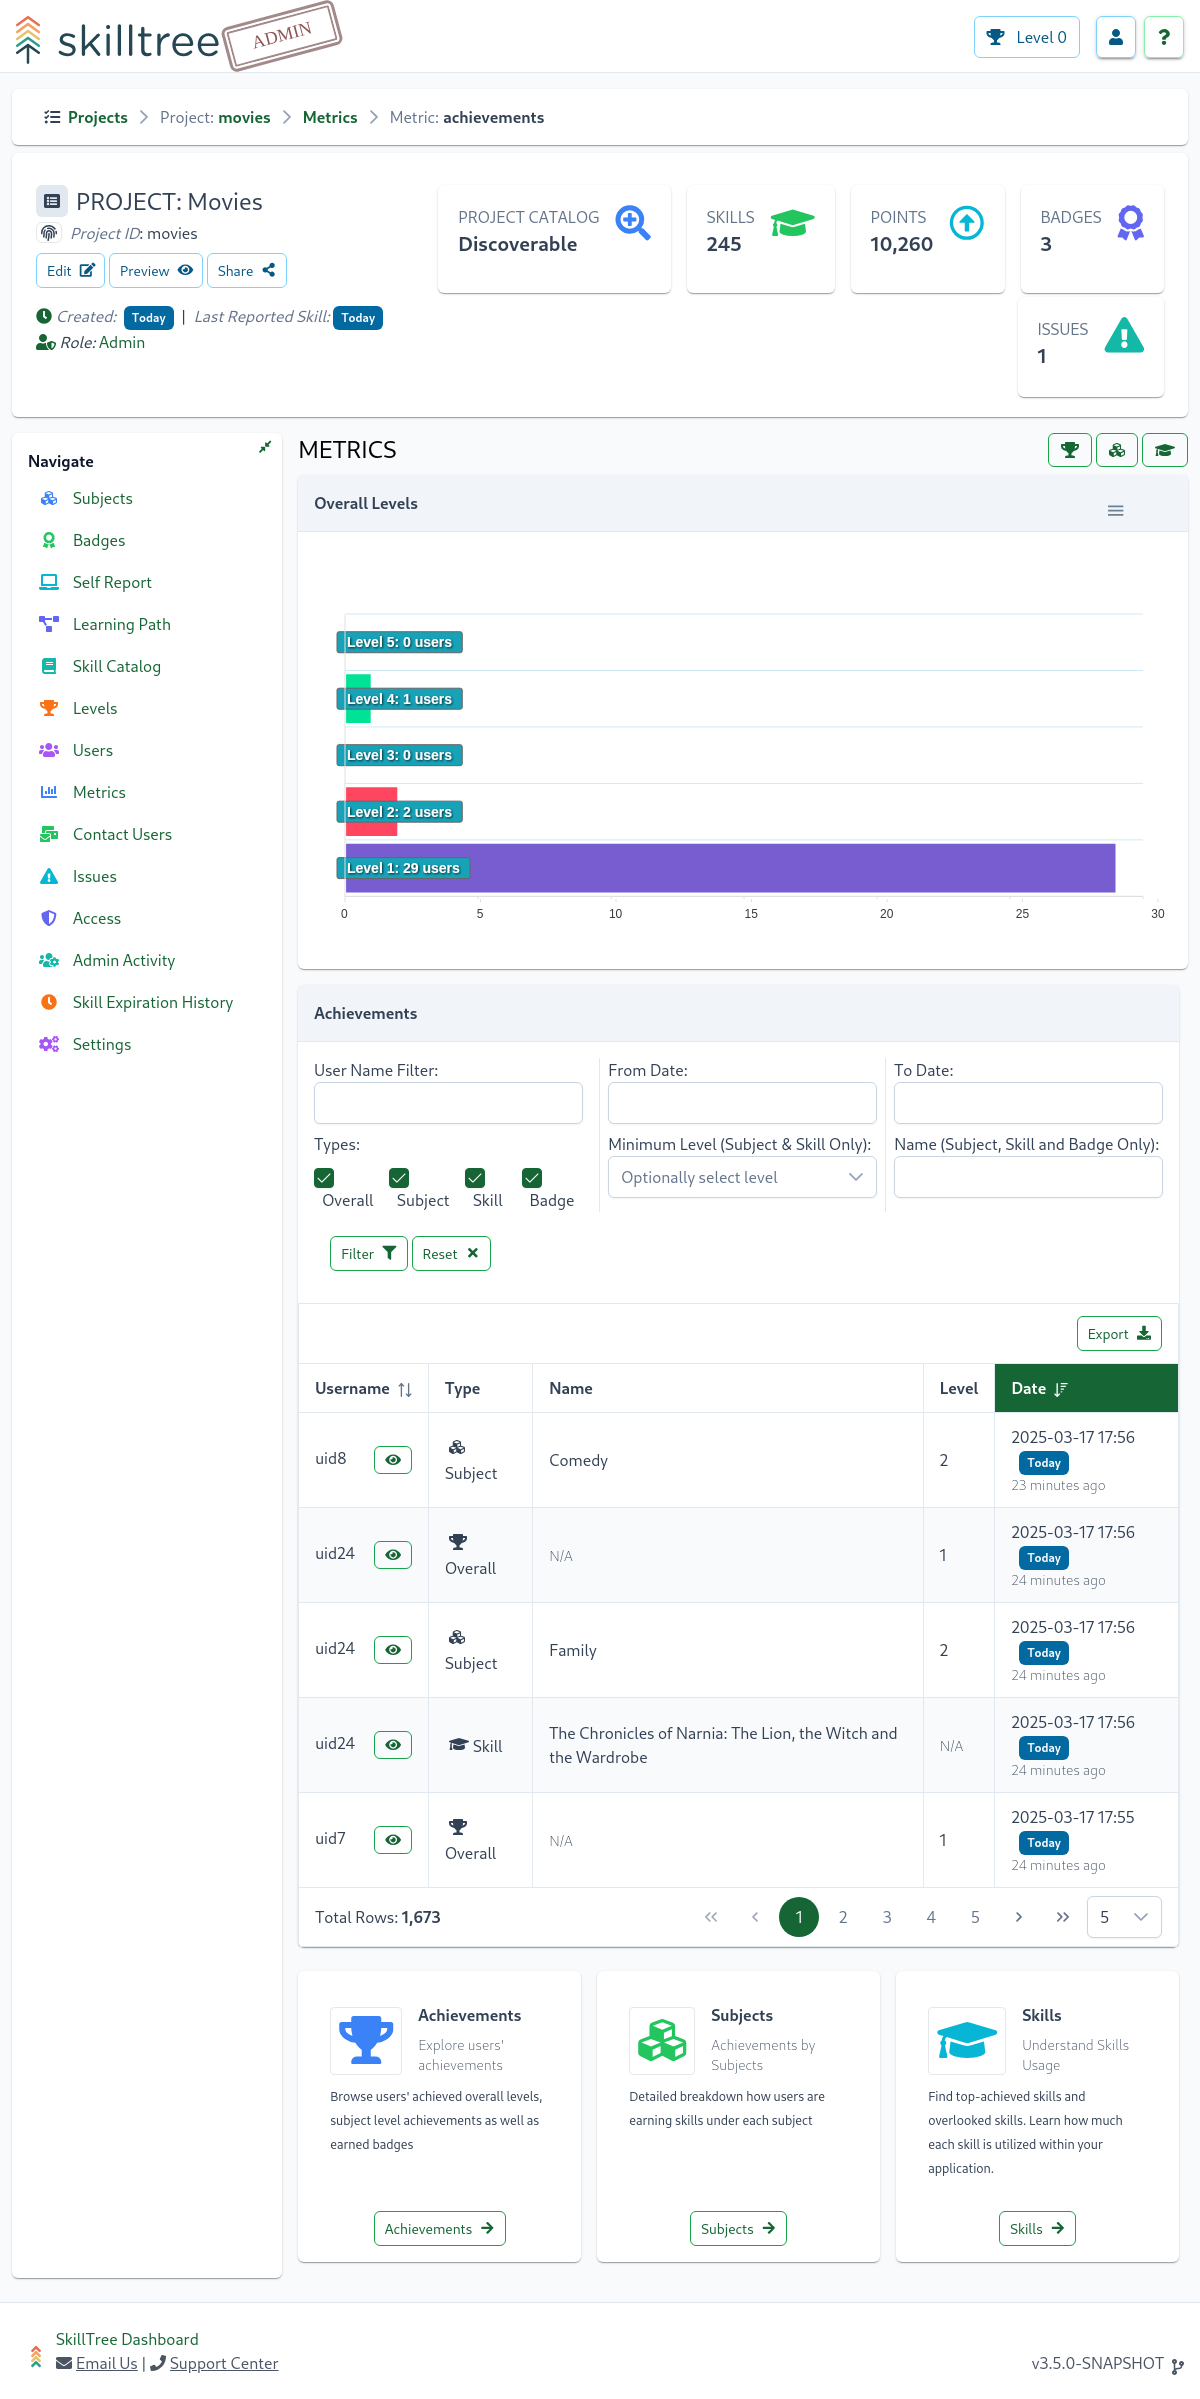 skilltree ADMIN
Level 0
?
Projects > Project: movies > Metrics > Metric: achievements
PROJECT: Movies
Project ID: movies
Edit Preview Share
Created: Today | Last Reported Skill: Today
Role: Admin
PROJECT CATALOG
Discoverable
SKILLS
245
POINTS
10,260
BADGES
3
ISSUES
1
Navigate
Subjects
Badges
Self Report
Learning Path
Skill Catalog
Levels
Users
Metrics
Contact Users
Issues
Access
Admin Activity
Skill Expiration History
Settings
METRICS
Overall Levels
Level 5: 0 users
Level 4: 1 users
Level 3: 0 users
Level 2: 2 users
Level 1: 29 users
0 5 10 15 20 25 30
Achievements
User Name Filter:
From Date:
To Date:
Types:
Overall Subject Skill Badge
Minimum Level (Subject & Skill Only):
Optionally select level
Name (Subject, Skill and Badge Only):
Filter Reset
Export
Username Type Name Level Date
uid8 Subject Comedy 2 2025-03-17 17:56
Today
23 minutes ago
uid24 Overall N/A 1 2025-03-17 17:56
Today
24 minutes ago
uid24 Subject Family 2 2025-03-17 17:56
Today
24 minutes ago
uid24 Skill The Chronicles of Narnia: The Lion, the Witch and
the Wardrobe N/A 2025-03-17 17:56
Today
24 minutes ago
uid7 Overall N/A 1 2025-03-17 17:55
Today
24 minutes ago
Total Rows: 1,673
1 2 3 4 5
5
Achievements
Explore users'
achievements
Browse users' achieved overall levels,
subject level achievements as well as
earned badges
Achievements
Subjects
Achievements by
Subjects
Detailed breakdown how users are
earning skills under each subject
Subjects
Skills
Understand Skills
Usage
Find top-achieved skills and
overlooked skills. Learn how much
each skill is utilized within your
application.
Skills
SkillTree Dashboard
Email Us | Support Center
v3.5.0-SNAPSHOT